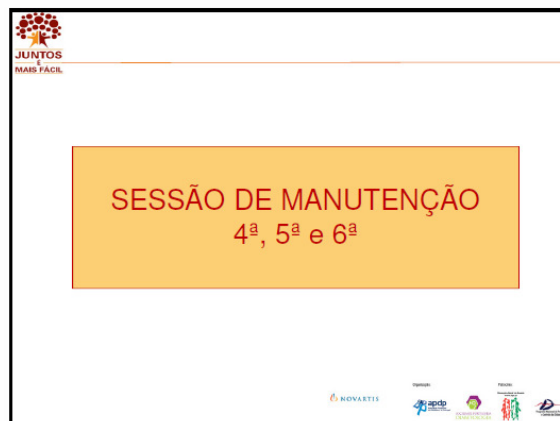 JUNTOS
É
MAIS FÁCIL
SESSÃO DE MANUTENÇÃO
4ª, 5ª e 6ª
NOVARTIS
apdp